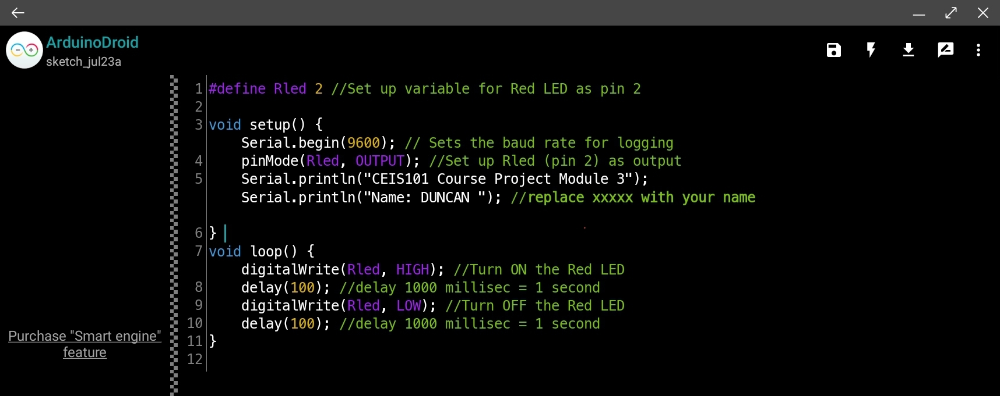 ArduinoDroid
sketch_jul23a
1 #define Rled 2 //Set up variable for Red LED as pin 2
2
3 void setup() {
Serial.begin(9600); // Sets the baud rate for logging
4 pinMode(Rled, OUTPUT); //Set up Rled (pin 2) as output
5 Serial.println("CEIS101 Course Project Module 3");
Serial.println("Name: DUNCAN "); //replace xxxxx with your name
6 }
7 void loop() {
digitalWrite(Rled, HIGH); //Turn ON the Red LED
8 delay(100); //delay 1000 millisec = 1 second
9 digitalWrite(Rled, LOW); //Turn OFF the Red LED
10 delay(100); //delay 1000 millisec = 1 second
11 }
12
Purchase "Smart engine"
feature